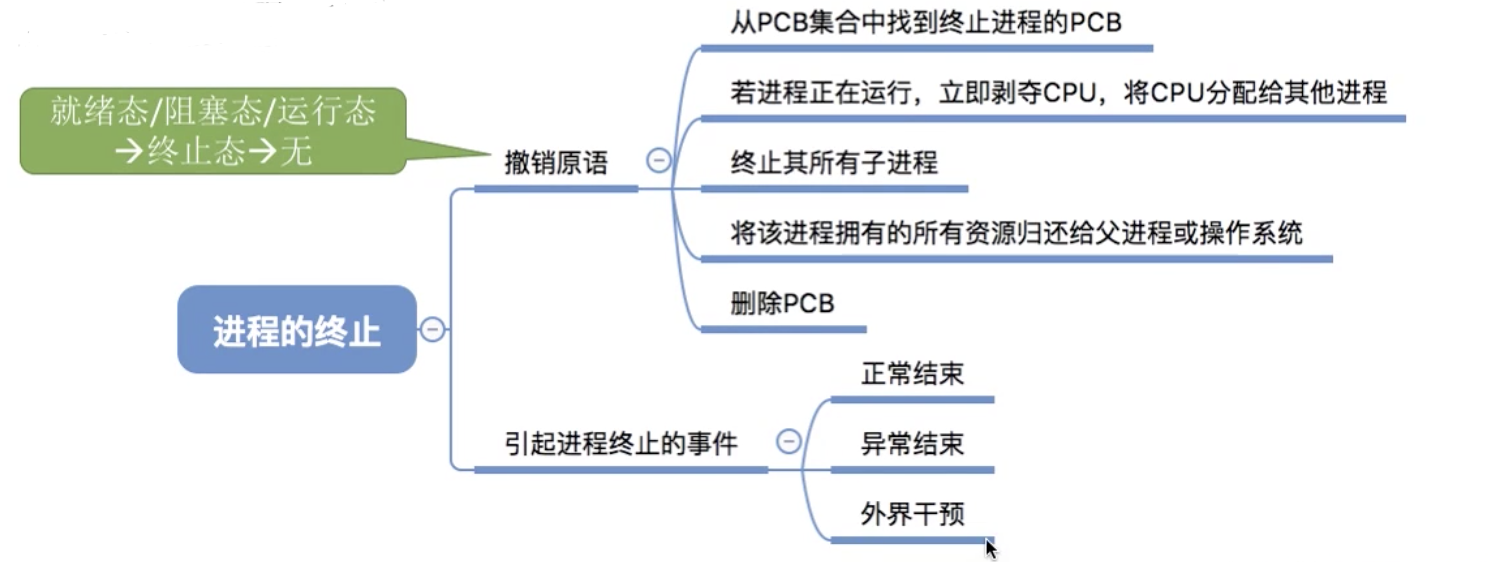 从PCB集合中找到终止进程的PCB
若进程正在运行，立即剥夺CPU，将CPU分配给其他进程
就绪态/阻塞态/运行态
→终止态→无
撤销原语
终止其所有子进程
将该进程拥有的所有资源归还给父进程或操作系统
删除PCB
进程的终止
正常结束
引起进程终止的事件
异常结束
外界干预